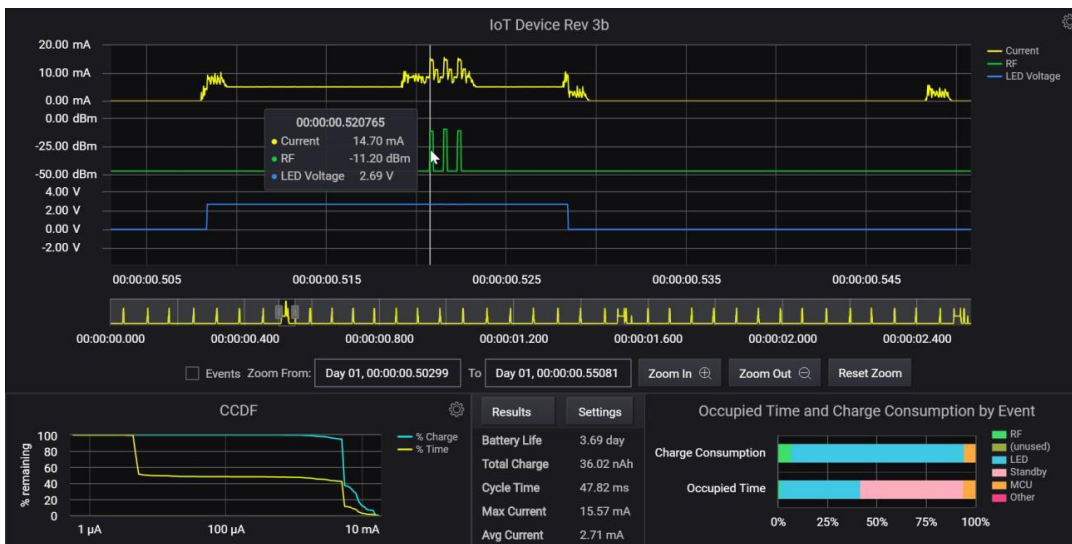 IoT Device Rev 3b
20.00 mA
10.00 mA
0.00 mA
0.00 dBm
-25.00 dBm
-50.00 dBm
4.00 V
2.00 V
0.00 V
-2.00 V
Current
RF
LED Voltage
00:00:00.520765
Current 14.70 mA
RF -11.20 dBm
LED Voltage 2.69 V
00:00:00.505 00:00:00.515 00:00:00.525 00:00:00.535 00:00:00.545
00:00:00.000 00:00:00.400 00:00:00.800 00:00:01.200 00:00:01.600 00:00:02.000 00:00:02.400
Events Zoom From: Day 01, 00:00:00.50299 To Day 01, 00:00:00.55081 Zoom In Zoom Out Reset Zoom
CCDF
% remaining
100
80
60
40
20
0
1 µA 100 µA 10 mA
% Charge
% Time
Results Settings
Battery Life 3.69 day
Total Charge 36.02 nAh
Cycle Time 47.82 ms
Max Current 15.57 mA
Avg Current 2.71 mA
Occupied Time and Charge Consumption by Event
Charge Consumption
Occupied Time
0% 25% 50% 75% 100%
RF
(unused)
LED
Standby
MCU
Other